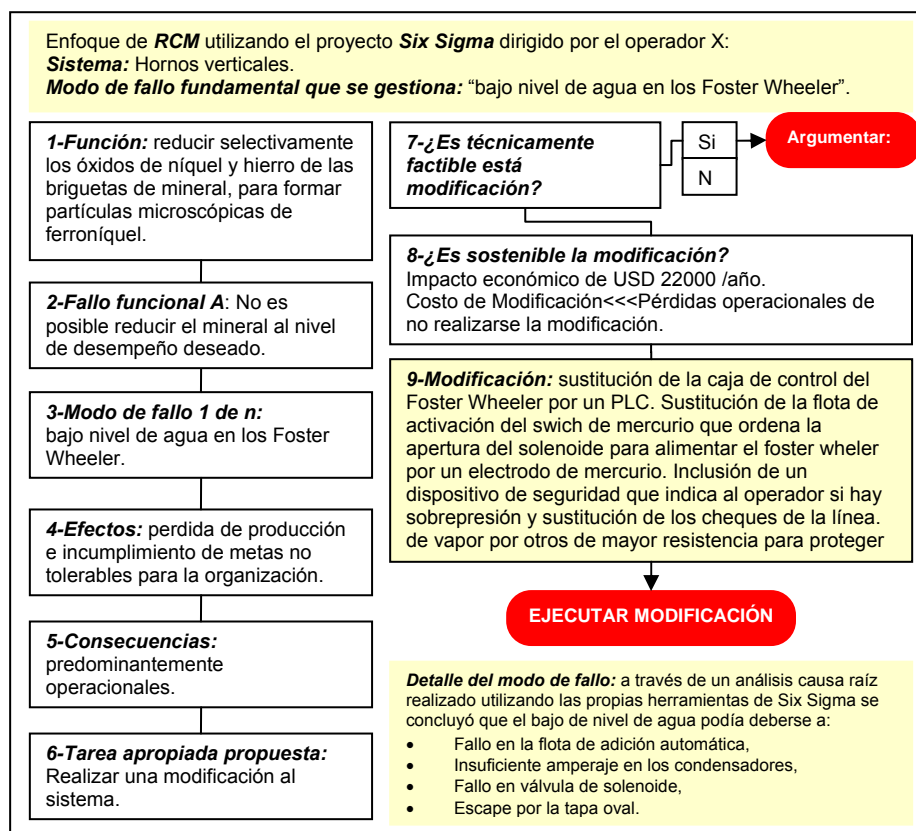 Enfoque de RCM utilizando el proyecto Six Sigma dirigido por el operador X:
Sistema: Hornos verticales.
Modo de fallo fundamental que se gestiona: “bajo nivel de agua en los Foster Wheeler”.
1-Función: reducir selectivamente
los óxidos de níquel y hierro de las
briguetas de mineral, para formar
partículas microscópicas de
ferroníquel.
2-Fallo funcional A: No es
posible reducir el mineral al nivel
de desempeño deseado.
3-Modo de fallo 1 de n:
bajo nivel de agua en los Foster
Wheeler.
4-Efectos: perdida de producción
e incumplimiento de metas no
tolerables para la organización.
5-Consecuencias:
predominantemente
operacionales.
6-Tarea apropiada propuesta:
Realizar una modificación al
sistema.
7-¿Es técnicamente
factible está
modificación?
Si
N
Argumentar:
8-¿Es sostenible la modificación?
Impacto económico de USD 22000 /año.
Costo de Modificación<<<Pérdidas operacionales de
no realizarse la modificación.
9-Modificación: sustitución de la caja de control del
Foster Wheeler por un PLC. Sustitución de la flota de
activación del swich de mercurio que ordena la
apertura del solenoide para alimentar el foster wheler
por un electrodo de mercurio. Inclusión de un
dispositivo de seguridad que indica al operador si hay
sobrepresión y sustitución de los cheques de la línea.
de vapor por otros de mayor resistencia para proteger
EJECUTAR MODIFICACIÓN
Detalle del modo de fallo: a través de un análisis causa raíz
realizado utilizando las propias herramientas de Six Sigma se
concluyó que el bajo de nivel de agua podía deberse a:
• Fallo en la flota de adición automática,
• Insuficiente amperaje en los condensadores,
• Fallo en válvula de solenoide,
• Escape por la tapa oval.